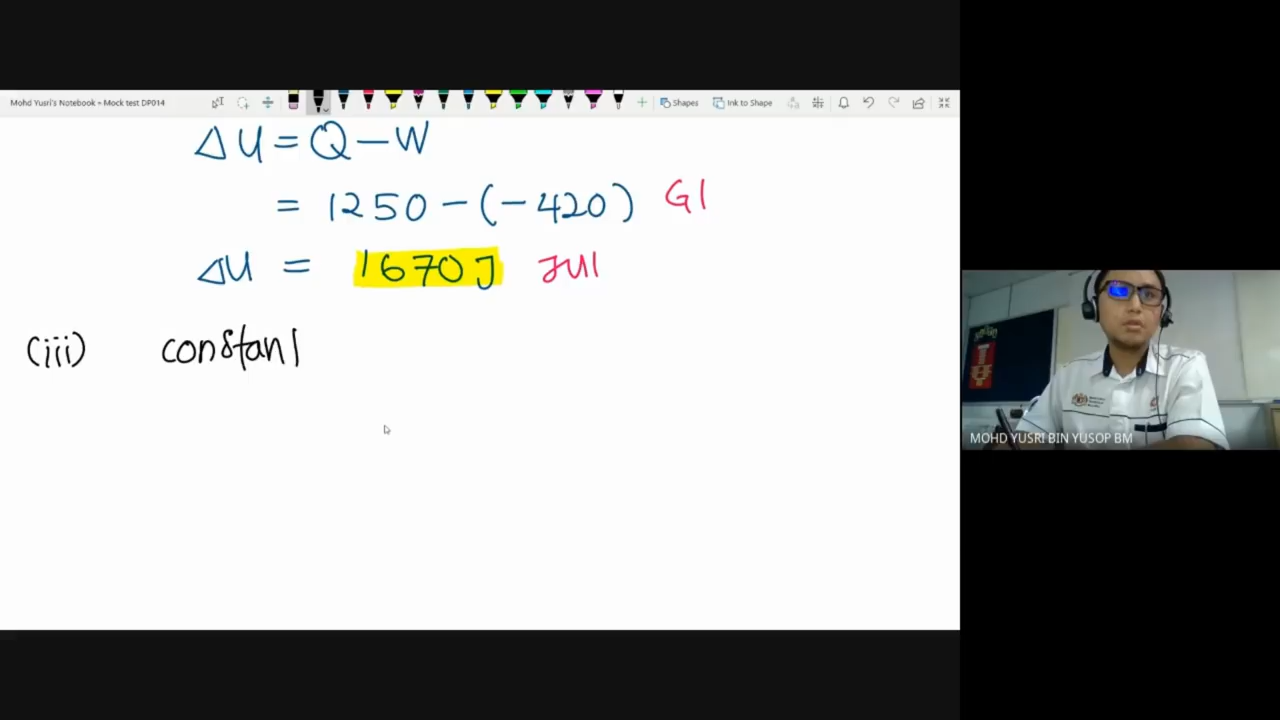 Mohd Yusri's Notebook » Mock test DP014
Shapes
Ink to Shape
ΔU = Q − W
= 1250 − (−420) G1
ΔU = 1670 J JU1
(iii) constan
MOHD YUSRI BIN YUSOP BM